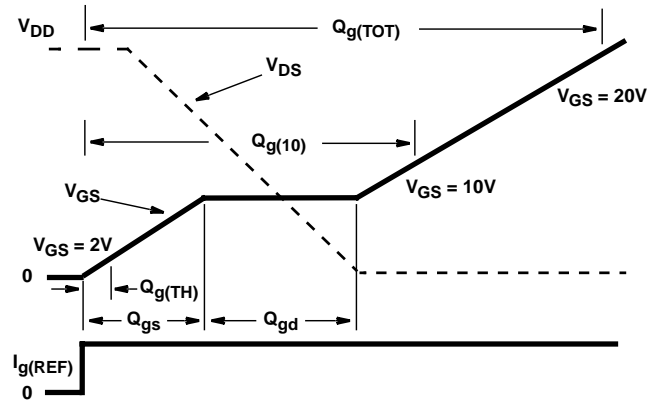 V_DD
Q_g(TOT)
V_DS
V_GS = 20V
Q_g(10)
V_GS
V_GS = 10V
V_GS = 2V
0
Q_g(TH)
Q_gs
Q_gd
I_g(REF)
0